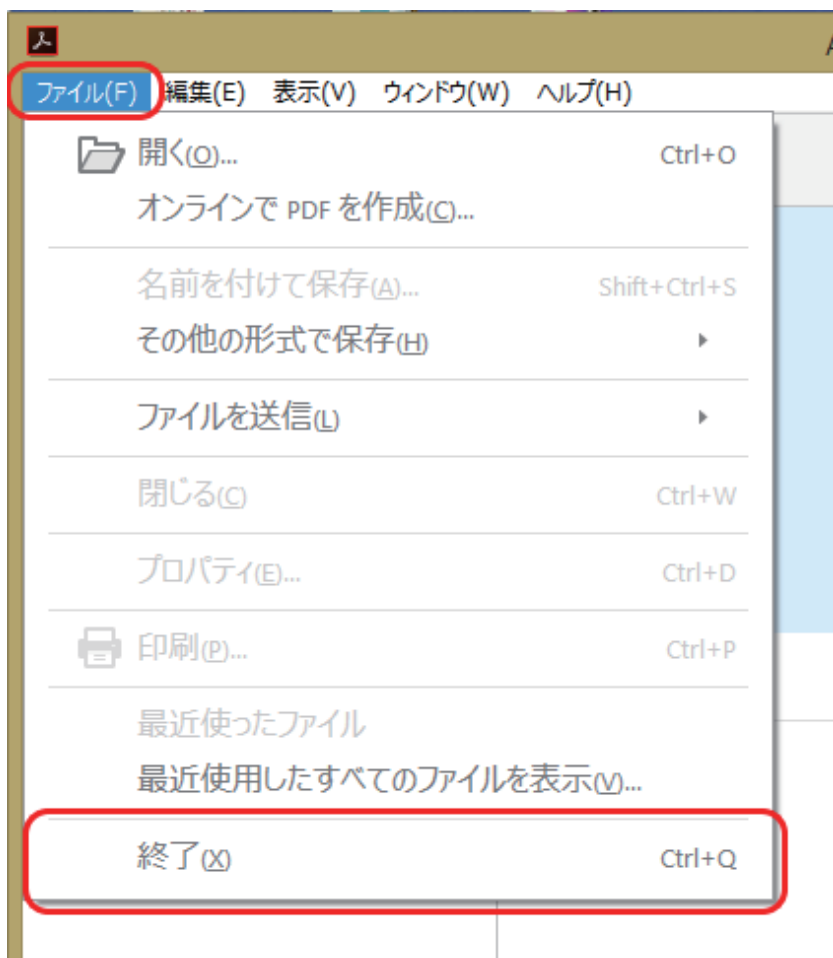 A
ファイル(F) 編集(E) 表示(V) ウィンドウ(W) ヘルプ(H)
開く(O)... Ctrl+O
オンラインで PDF を作成(C)...
名前を付けて保存(A)... Shift+Ctrl+S
その他の形式で保存(H)
ファイルを送信(L)
閉じる(C) Ctrl+W
プロパティ(E)... Ctrl+D
印刷(P)... Ctrl+P
最近使ったファイル
最近使用したすべてのファイルを表示(V)...
終了(X) Ctrl+Q